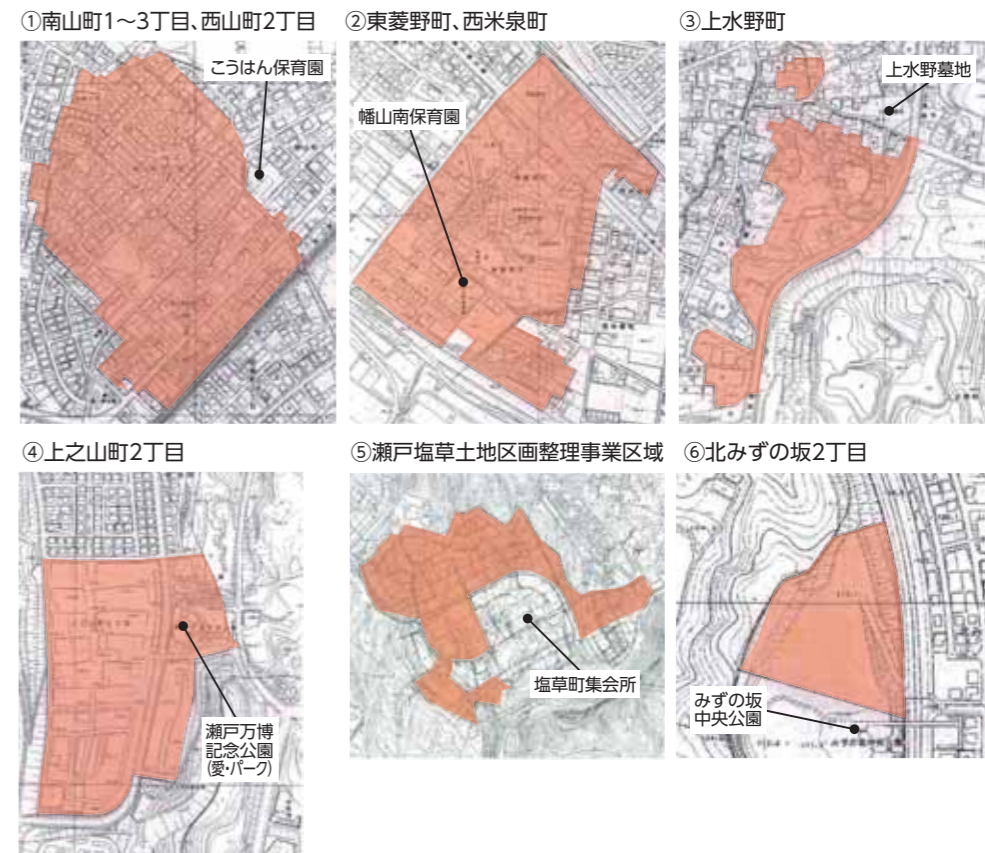 ①南山町1〜3丁目、西山町2丁目
こうはん保育園
②東菱野町、西米泉町
幡山南保育園
③上水野町
上水野墓地
④上之山町2丁目
瀬戸万博
記念公園
(愛・パーク)
⑤瀬戸塩草土地区画整理事業区域
塩草町集会所
⑥北みずの坂2丁目
みずの坂
中央公園